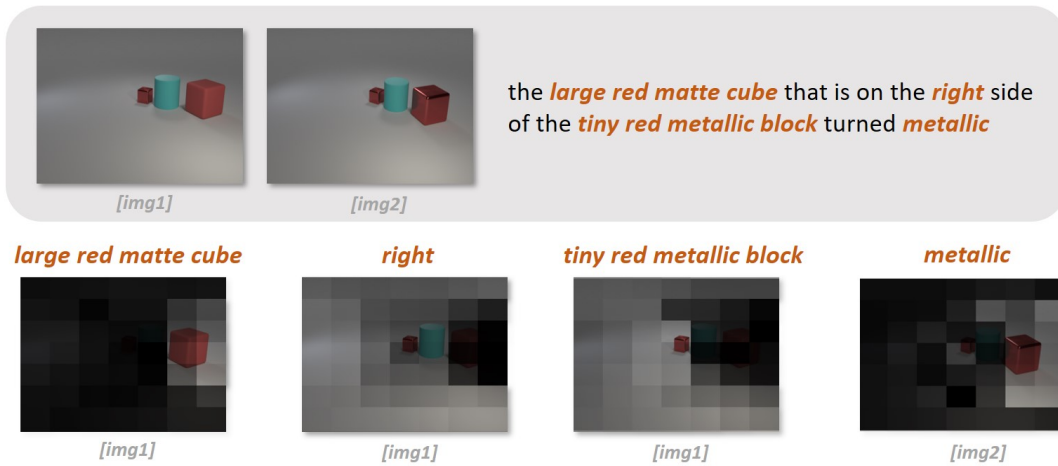 the large red matte cube that is on the right side
of the tiny red metallic block turned metallic
[img1]
[img2]
large red matte cube
right
tiny red metallic block
metallic
[img1]
[img1]
[img1]
[img2]